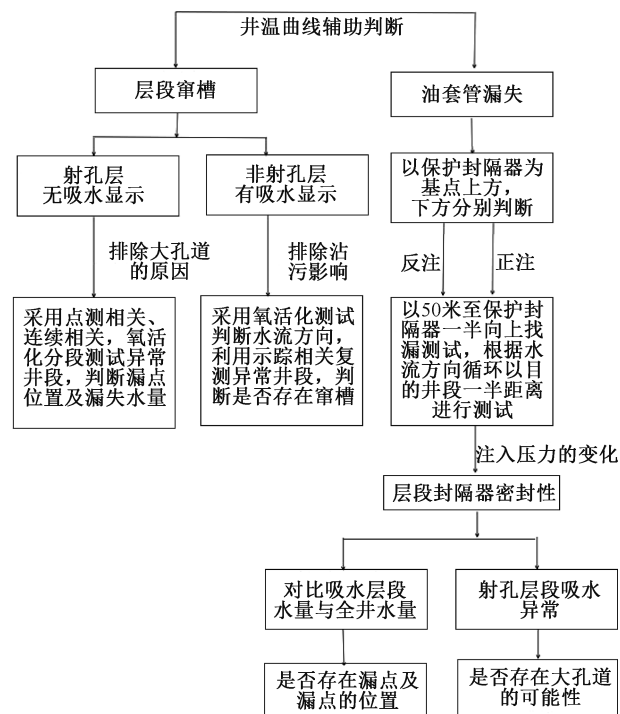 井温曲线辅助判断
层段窜槽
油套管漏失
射孔层
无吸水显示
非射孔层
有吸水显示
以保护封隔器为
基点上方，
下方分别判断
排除大孔道
的原因
排除沾
污影响
反注
正注
采用点测相关、
连续相关，氧活
化分段测试异常
井段，判断漏点
位置及漏失水量
采用氧活化测试
判断水流方向，
利用示踪相关复
测异常井段，判
断是否存在窜槽
以50米至保护封
隔器一半向上找
漏测试，根据水
流方向循环以目
的井段一半距离
进行测试
注入压力的变化
层段封隔器密封性
对比吸水层段
水量与全井水量
射孔层段吸水
异常
是否存在漏点及
漏点的位置
是否存在大孔道
的可能性